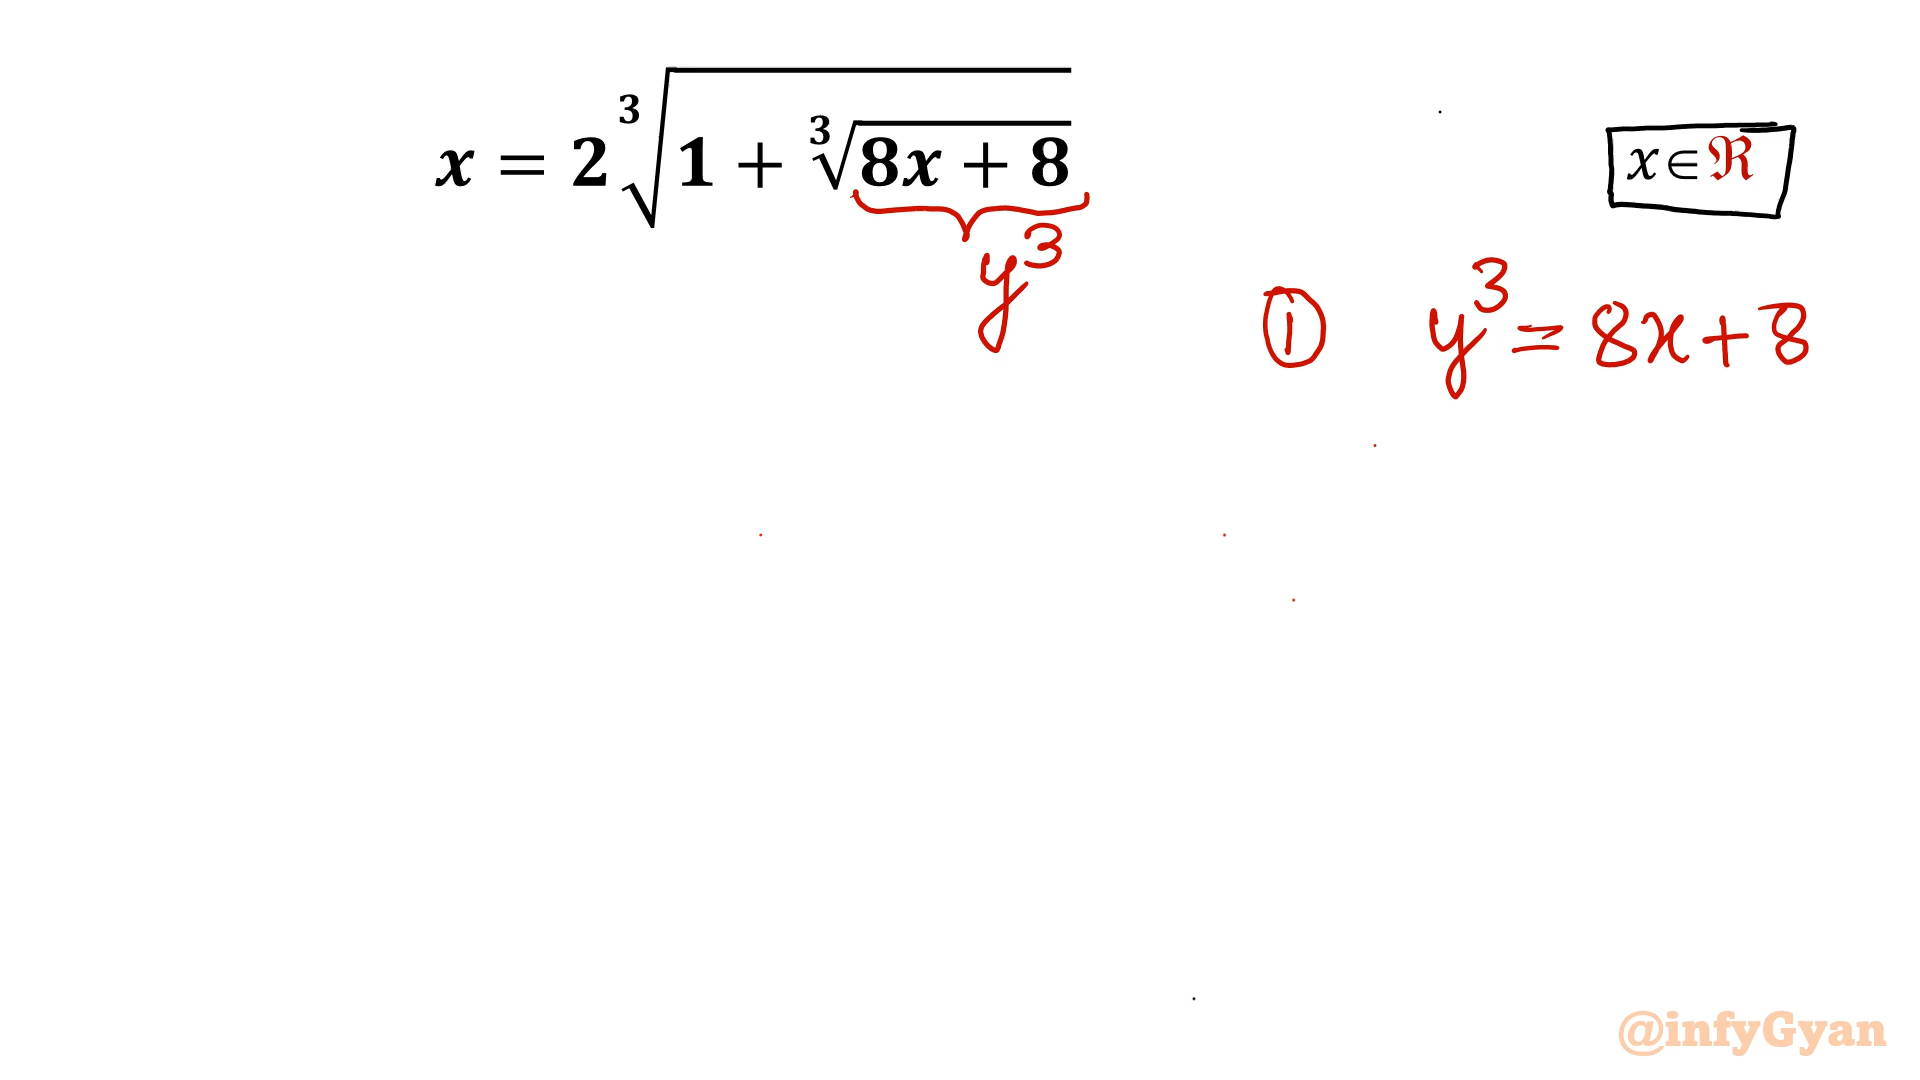 x = 2∛(1 + ∛(8x + 8))
x ∈ ℜ
y³
① y³ = 8x + 8
@infyGyan